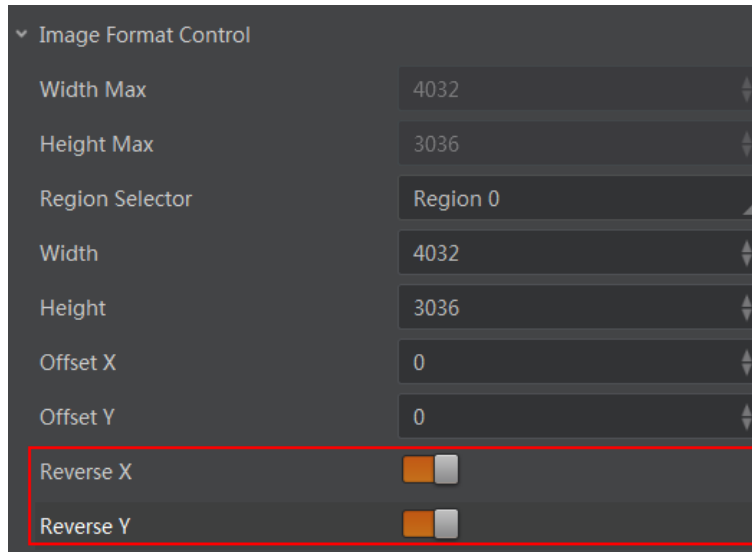 Image Format Control
Width Max 4032
Height Max 3036
Region Selector Region 0
Width 4032
Height 3036
Offset X 0
Offset Y 0
Reverse X
Reverse Y